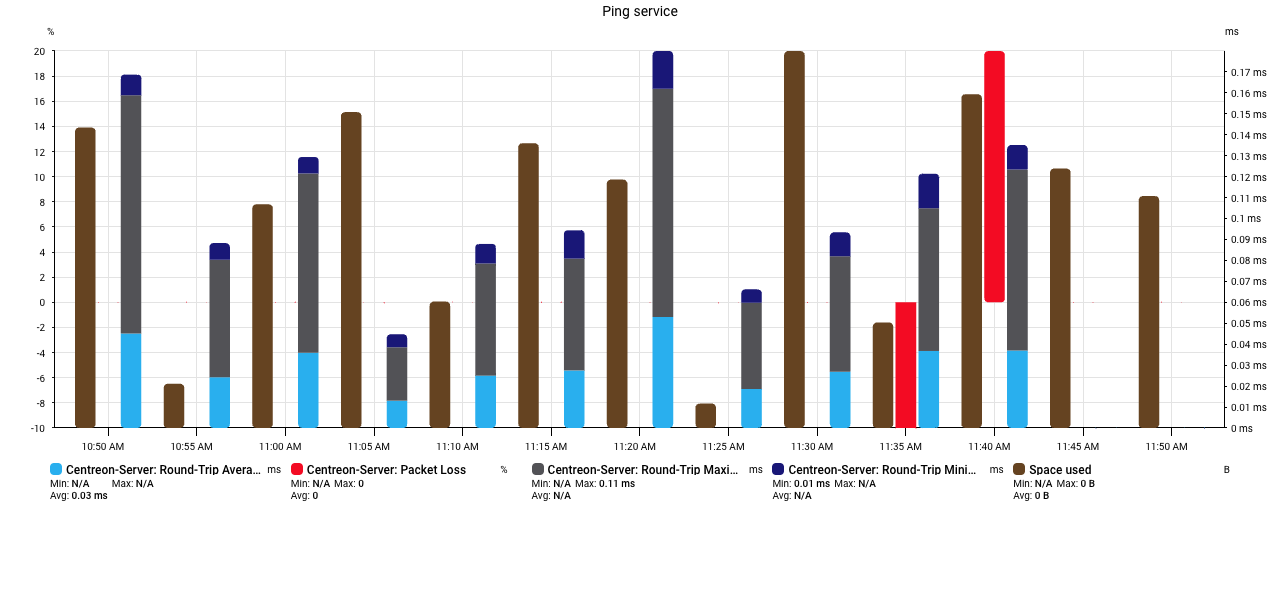 Ping service
% ms
20
18 0.17 ms
16 0.16 ms
0.15 ms
14 0.14 ms
12 0.13 ms
10 0.12 ms
8 0.11 ms
0.1 ms
6 0.09 ms
4 0.08 ms
2 0.07 ms
0 0.06 ms
-2 0.05 ms
-4 0.04 ms
0.03 ms
-6 0.02 ms
-8 0.01 ms
-10 0 ms
10:50 AM 10:55 AM 11:00 AM 11:05 AM 11:10 AM 11:15 AM 11:20 AM 11:25 AM 11:30 AM 11:35 AM 11:40 AM 11:45 AM 11:50 AM
Centreon-Server: Round-Trip Avera... ms Centreon-Server: Packet Loss % Centreon-Server: Round-Trip Maxi... ms Centreon-Server: Round-Trip Mini... ms Space used B
Min: N/A Max: N/A Min: N/A Max: 0 Min: N/A Max: 0.11 ms Min: 0.01 ms Max: N/A Min: N/A Max: 0 B
Avg: 0.03 ms Avg: 0 Avg: N/A Avg: N/A Avg: 0 B